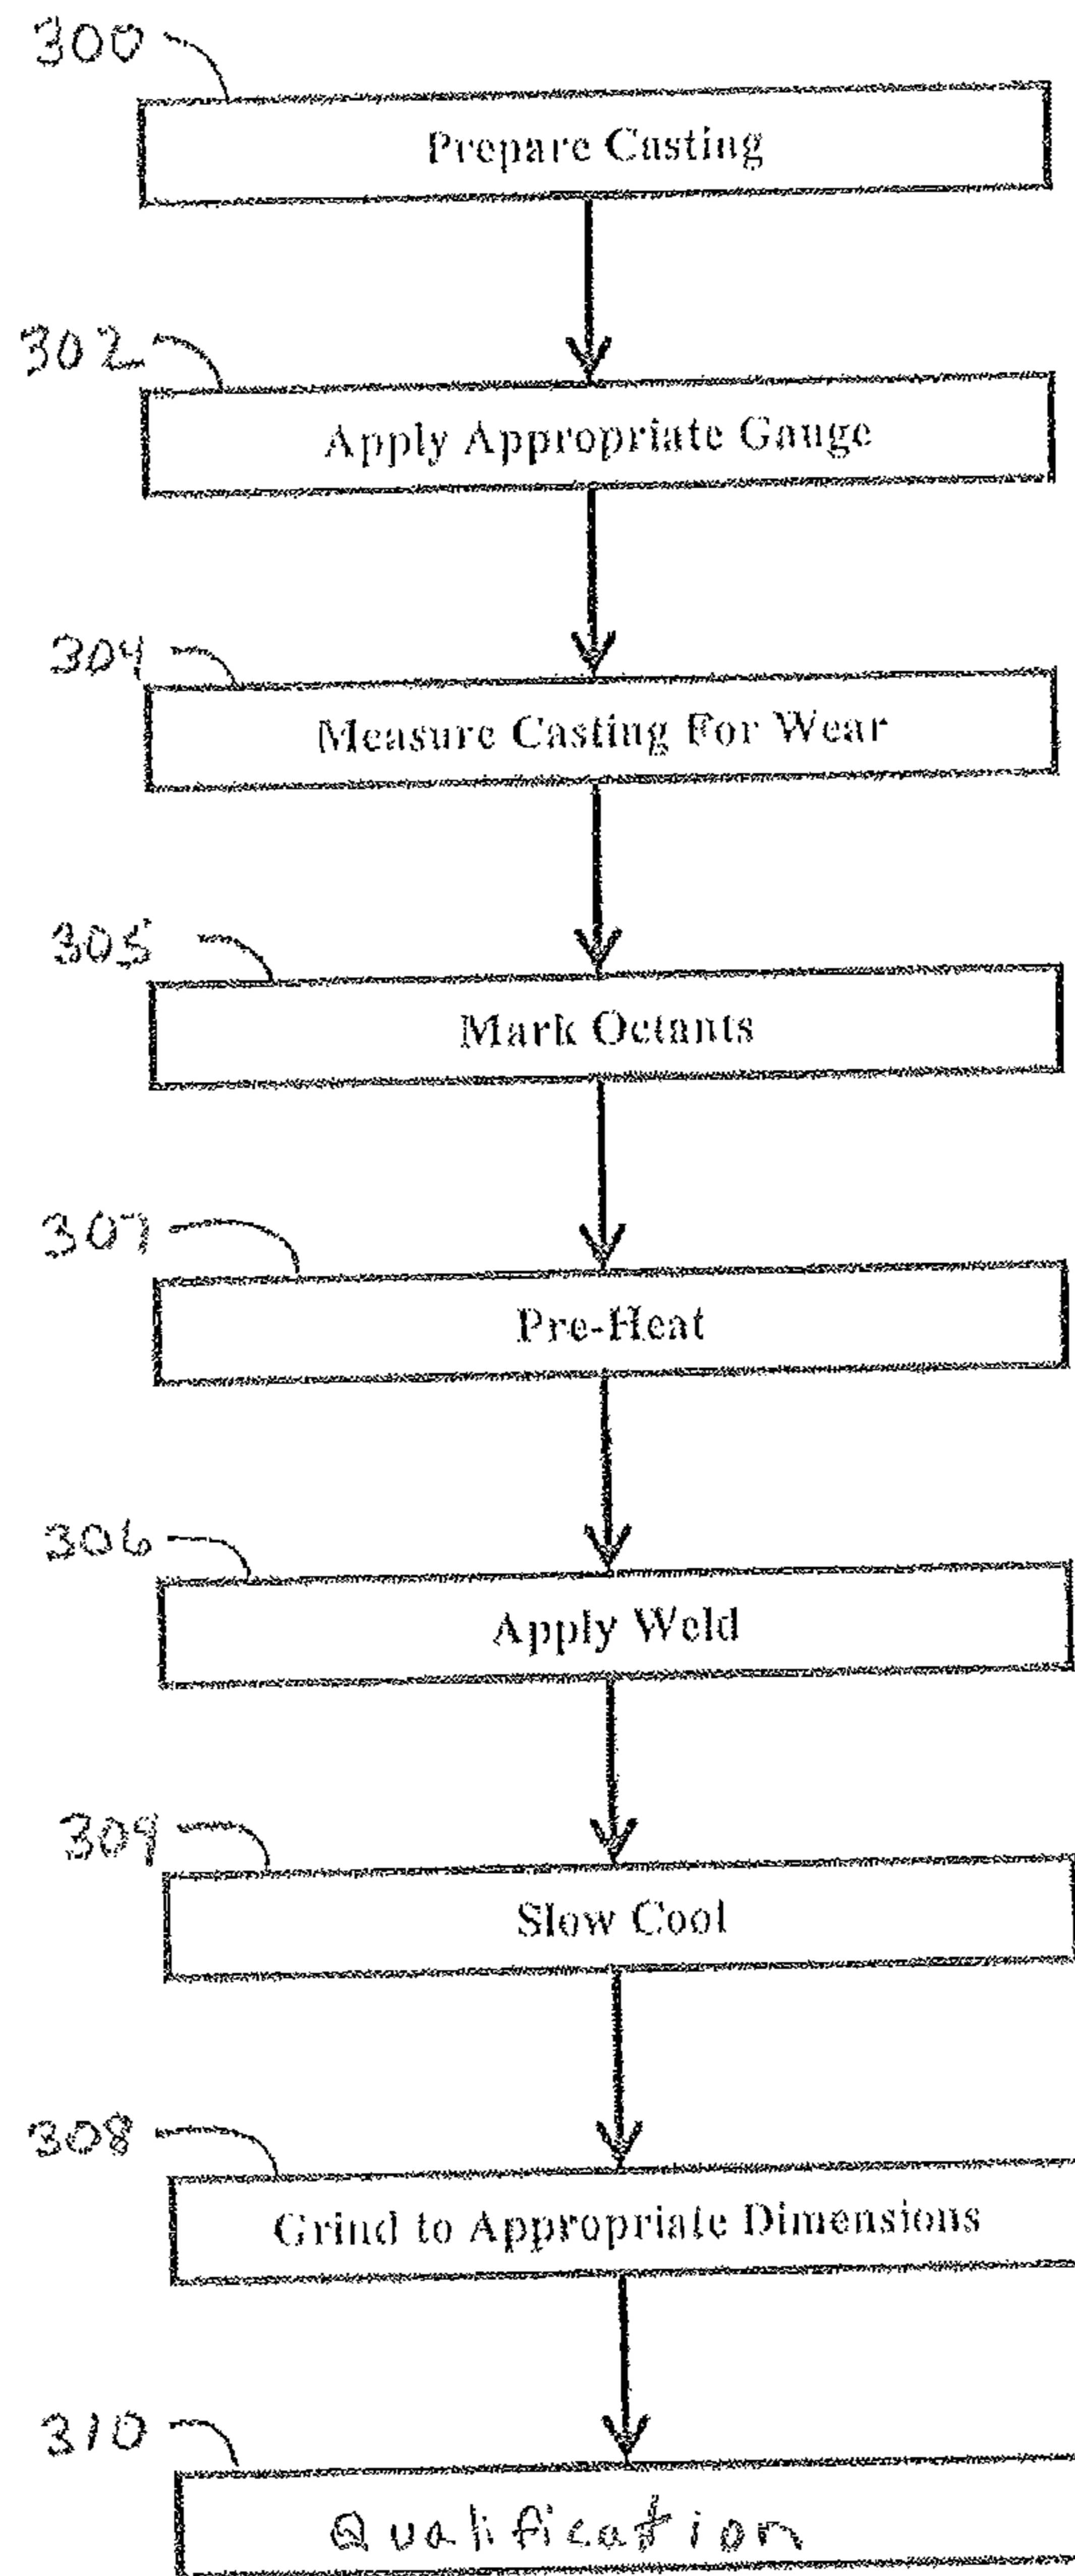 300
Prepare Casting
302
Apply Appropriate Gauge
304
Measure Casting For Wear
305
Mark Octants
307
Pre-Heat
306
Apply Weld
309
Slow Cool
308
Grind to Appropriate Dimensions
310
Qualification